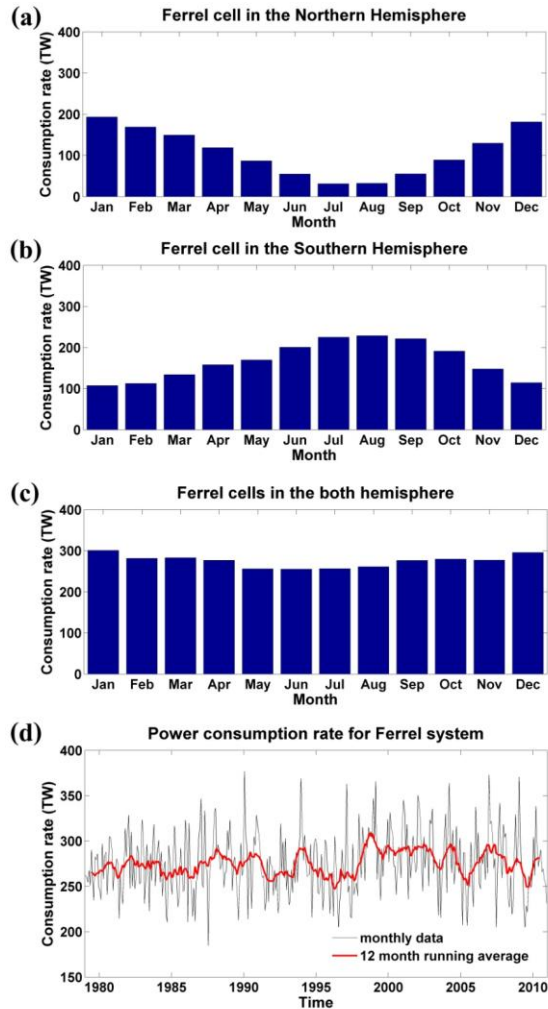 (a)
Ferrel cell in the Northern Hemisphere
Consumption rate (TW)
400
300
200
100
0
Jan Feb Mar Apr May Jun Jul Aug Sep Oct Nov Dec
Month
(b)
Ferrel cell in the Southern Hemisphere
Consumption rate (TW)
400
300
200
100
0
Jan Feb Mar Apr May Jun Jul Aug Sep Oct Nov Dec
Month
(c)
Ferrel cells in the both hemisphere
Consumption rate (TW)
400
300
200
100
0
Jan Feb Mar Apr May Jun Jul Aug Sep Oct Nov Dec
Month
(d)
Power consumption rate for Ferrel system
Consumption rate (TW)
400
350
300
250
300
150
monthly data
12 month running average
1980 1985 1990 1995 2000 2005 2010
Time